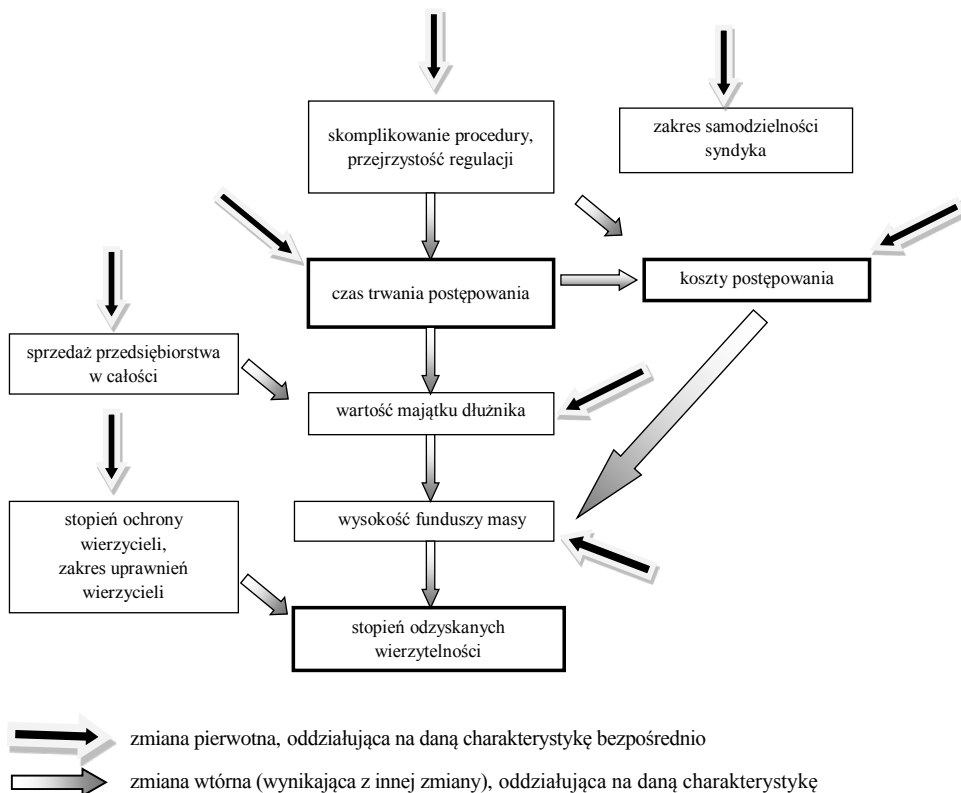 skomplikowanie procedury,
przejrzystość regulacji
zakres samodzielności
syndyka
czas trwania postępowania
koszty postępowania
sprzedaż przedsiębiorstwa
w całości
wartość majątku dłużnika
stopień ochrony
wierzycieli,
zakres uprawnień
wierzycieli
wysokość funduszy masy
stopień odzyskanych
wierzytelności
zmiana pierwotna, oddziałująca na daną charakterystykę bezpośrednio
zmiana wtórna (wynikająca z innej zmiany), oddziałująca na daną charakterystykę